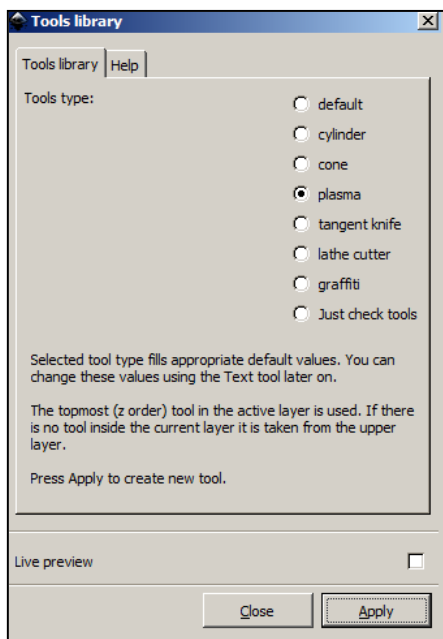 Tools library
Tools library Help
Tools type:
default
cylinder
cone
plasma
tangent knife
lathe cutter
graffiti
Just check tools
Selected tool type fills appropriate default values. You can
change these values using the Text tool later on.
The topmost (z order) tool in the active layer is used. If there
is no tool inside the current layer it is taken from the upper
layer.
Press Apply to create new tool.
Live preview
Close Apply